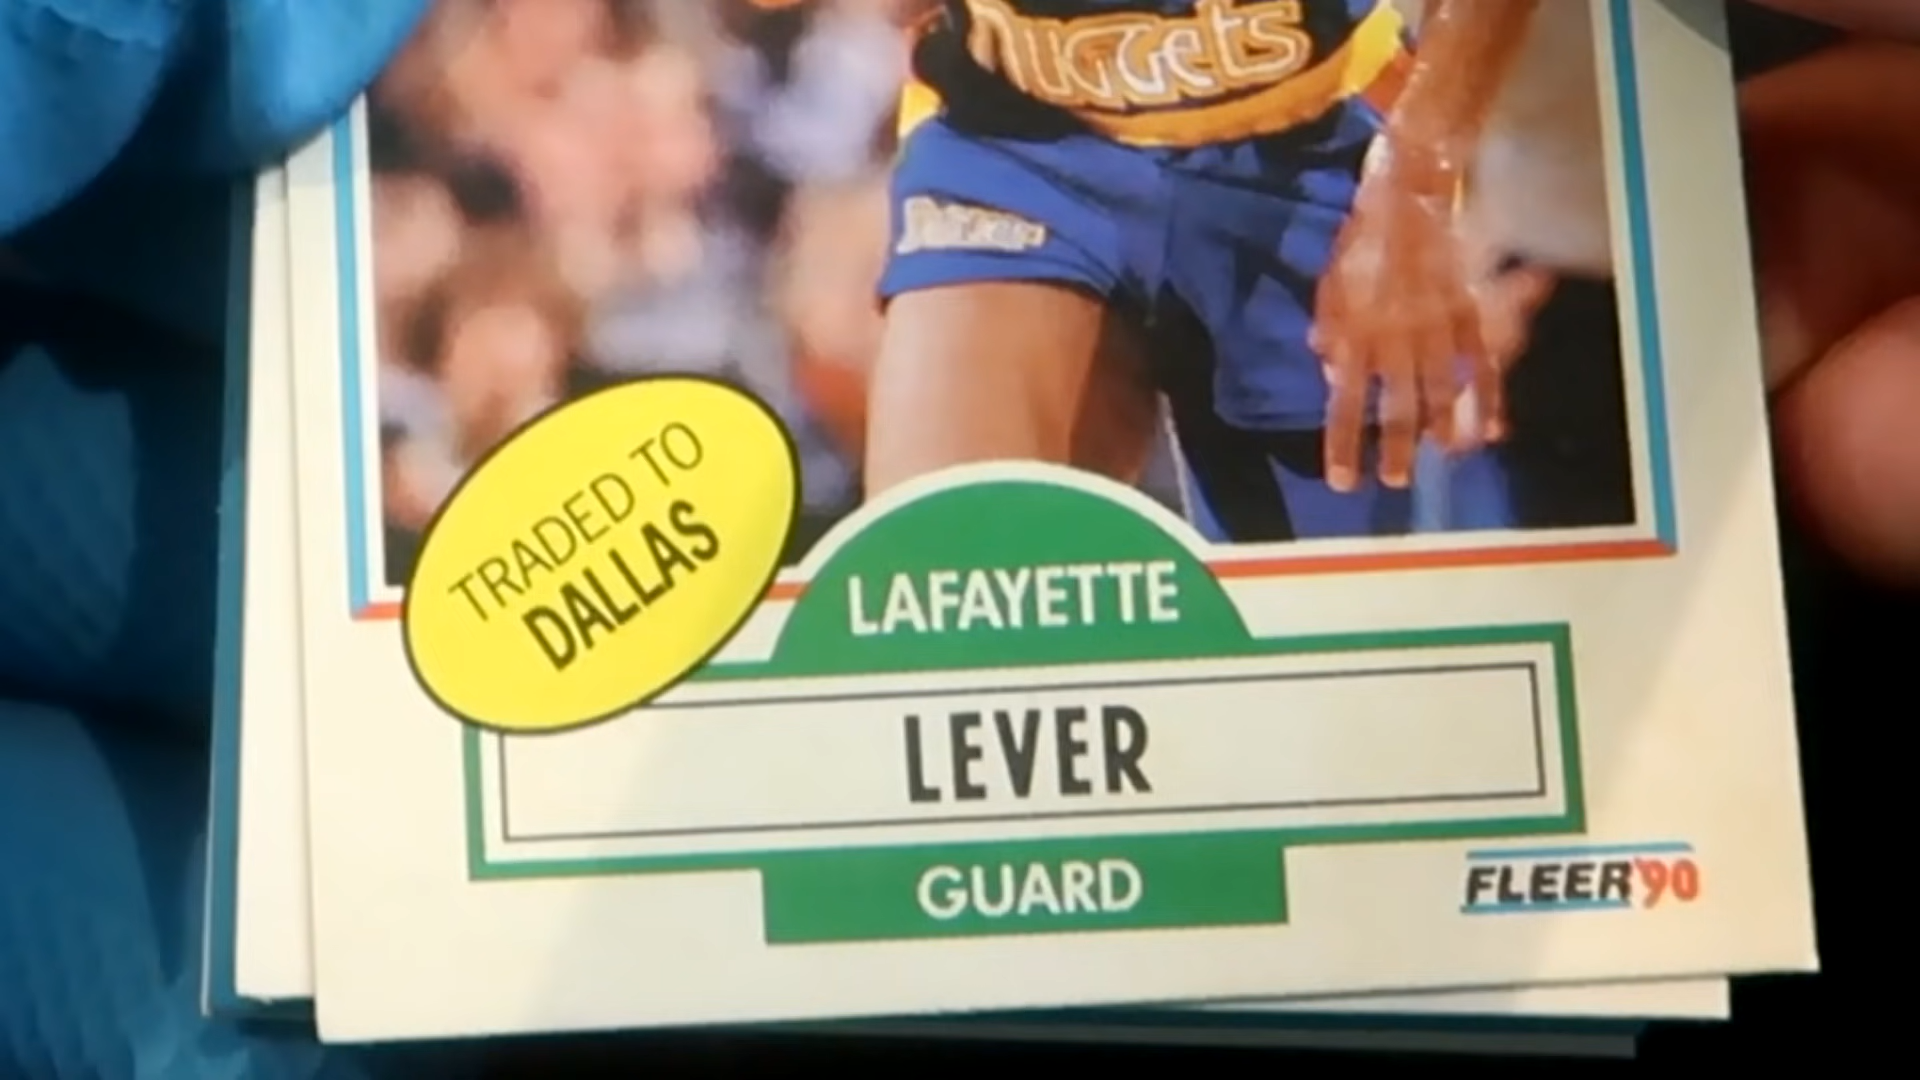 Nuggets
TRADED TO
DALLAS
LAFAYETTE
LEVER
GUARD
FLEER'90